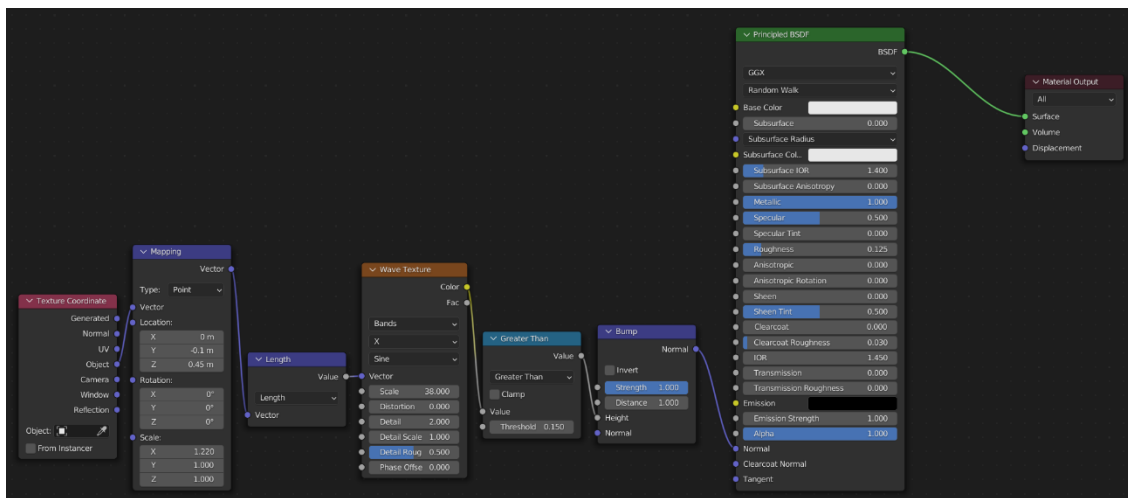 Texture Coordinate
Generated
Normal
UV
Object
Camera
Window
Reflection
Object:
From Instancer
Mapping
Vector
Type: Point
Vector
Location:
X 0 m
Y -0.1 m
Z 0.45 m
Rotation:
X 0°
Y 0°
Z 0°
Scale:
X 1.220
Y 1.000
Z 1.000
Length
Value
Length
Vector
Wave Texture
Color
Fac
Bands
X
Sine
Vector
Scale 38.000
Distortion 0.000
Detail 2.000
Detail Scale 1.000
Detail Roug 0.500
Phase Offse 0.000
Greater Than
Value
Greater Than
Clamp
Value
Threshold 0.150
Bump
Normal
Invert
Strength 1.000
Distance 1.000
Height
Normal
Principled BSDF
BSDF
GGX
Random Walk
Base Color
Subsurface 0.000
Subsurface Radius
Subsurface Col..
Subsurface IOR 1.400
Subsurface Anisotropy 0.000
Metallic 1.000
Specular 0.500
Specular Tint 0.000
Roughness 0.125
Anisotropic 0.000
Anisotropic Rotation 0.000
Sheen 0.000
Sheen Tint 0.500
Clearcoat 0.000
Clearcoat Roughness 0.030
IOR 1.450
Transmission 0.000
Transmission Roughness 0.000
Emission
Emission Strength 1.000
Alpha 1.000
Normal
Clearcoat Normal
Tangent
Material Output
All
Surface
Volume
Displacement